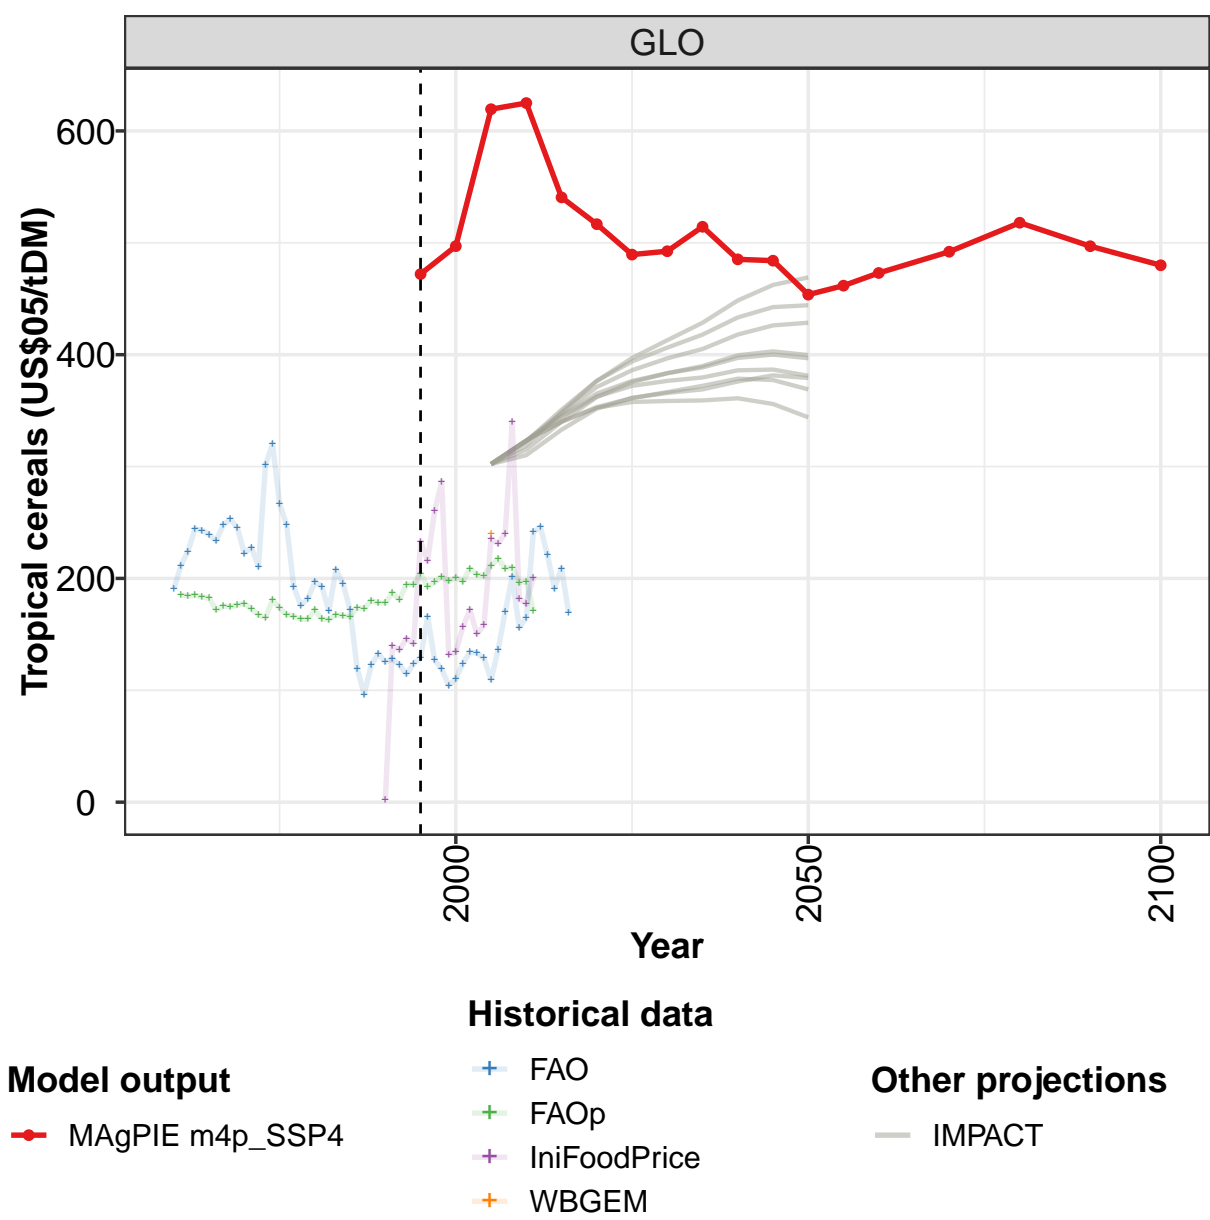 GLO
Tropical cereals (US$05/tDM)
600
400
200
0
2000
2050
2100
Year
Model output
MAgPIE m4p_SSP4
Historical data
FAO
FAOp
IniFoodPrice
WBGEM
Other projections
IMPACT